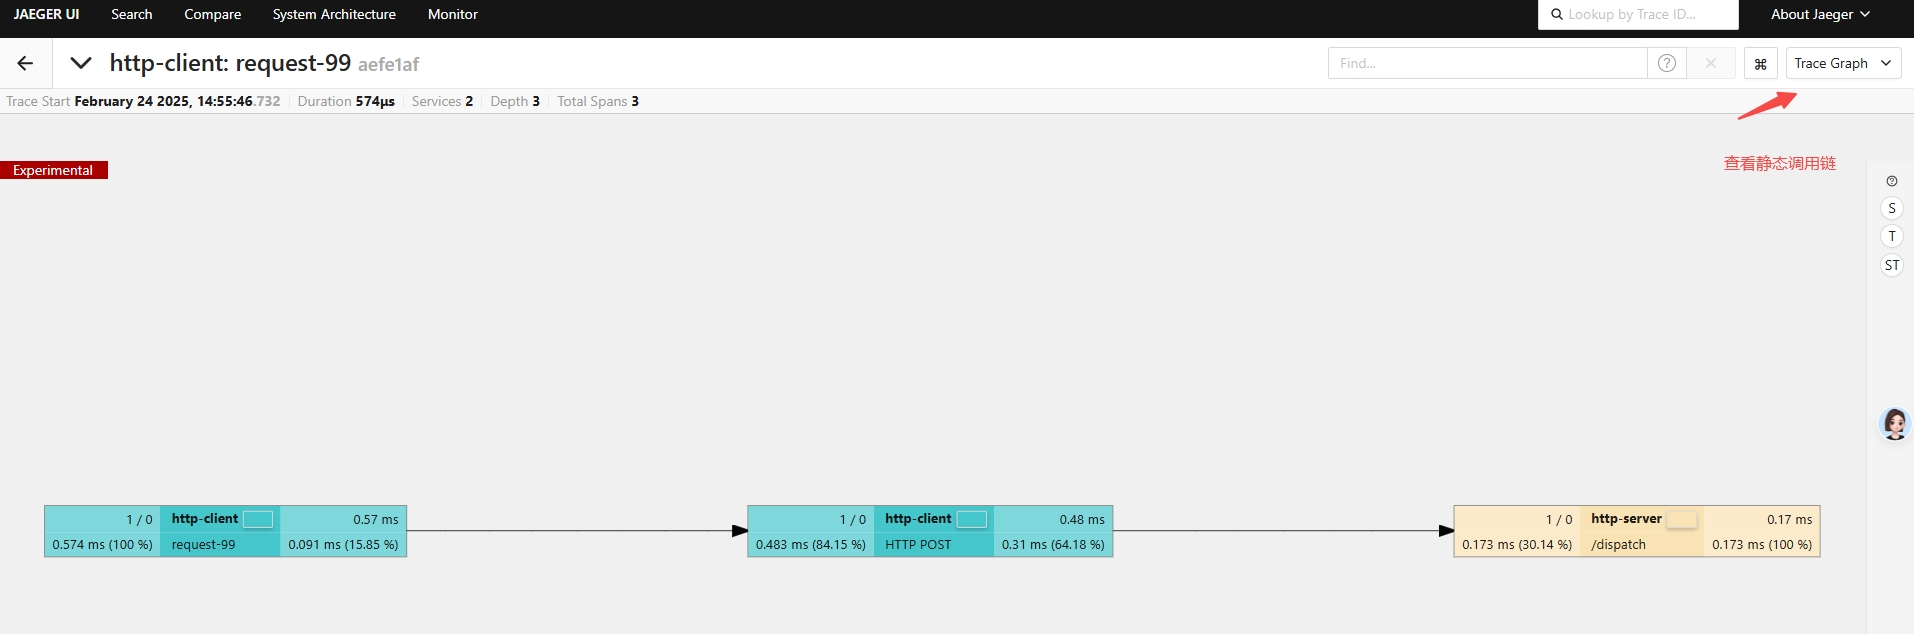 JAEGER UI Search Compare System Architecture Monitor Lookup by Trace ID... About Jaeger
http-client: request-99 aefe1af Find... ⌘ Trace Graph
Trace Start February 24 2025, 14:55:46.732 Duration 574μs Services 2 Depth 3 Total Spans 3
查看静态调用链
Experimental
S
T
ST
1 / 0 http-client 0.57 ms
0.574 ms (100 %) request-99 0.091 ms (15.85 %)
1 / 0 http-client 0.48 ms
0.483 ms (84.15 %) HTTP POST 0.31 ms (64.18 %)
1 / 0 http-server 0.17 ms
0.173 ms (30.14 %) /dispatch 0.173 ms (100 %)